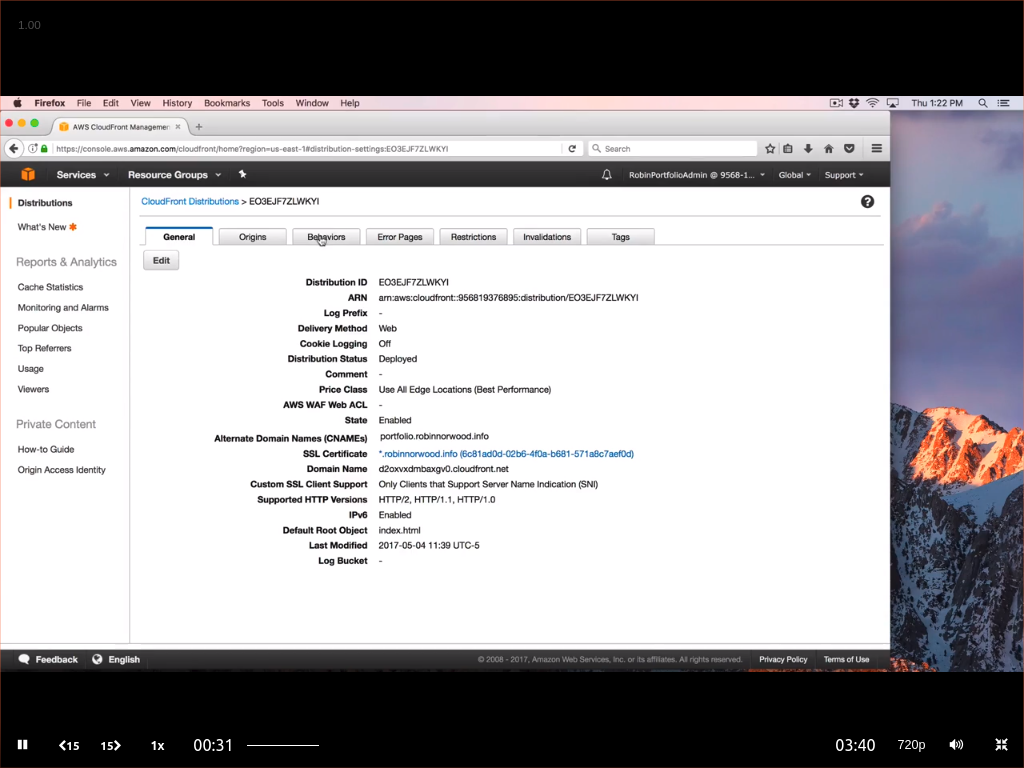 1.00
Firefox File Edit View History Bookmarks Tools Window Help Thu 1:22 PM
AWS CloudFront Managemen × +
https://console.aws.amazon.com/cloudfront/home?region=us-east-1#distribution-settings:EO3EJF7ZLWKYI Search
Services Resource Groups RobinPortfolioAdmin @ 9568-1... Global Support
Distributions
What's New
Reports & Analytics
Cache Statistics
Monitoring and Alarms
Popular Objects
Top Referrers
Usage
Viewers
Private Content
How-to Guide
Origin Access Identity
CloudFront Distributions > EO3EJF7ZLWKYI
General Origins Behaviors Error Pages Restrictions Invalidations Tags
Edit
Distribution ID EO3EJF7ZLWKYI
ARN arn:aws:cloudfront::956819376895:distribution/EO3EJF7ZLWKYI
Log Prefix -
Delivery Method Web
Cookie Logging Off
Distribution Status Deployed
Comment -
Price Class Use All Edge Locations (Best Performance)
AWS WAF Web ACL -
State Enabled
Alternate Domain Names (CNAMEs) portfolio.robinnorwood.info
SSL Certificate *.robinnorwood.info (6c81ad0d-02b6-4f0a-b681-571a8c7aef0d)
Domain Name d2oxvxdmbaxgv0.cloudfront.net
Custom SSL Client Support Only Clients that Support Server Name Indication (SNI)
Supported HTTP Versions HTTP/2, HTTP/1.1, HTTP/1.0
IPv6 Enabled
Default Root Object index.html
Last Modified 2017-05-04 11:39 UTC-5
Log Bucket -
Feedback English © 2008 - 2017, Amazon Web Services, Inc. or its affiliates. All rights reserved. Privacy Policy Terms of Use
15 15 1x 00:31 03:40 720p